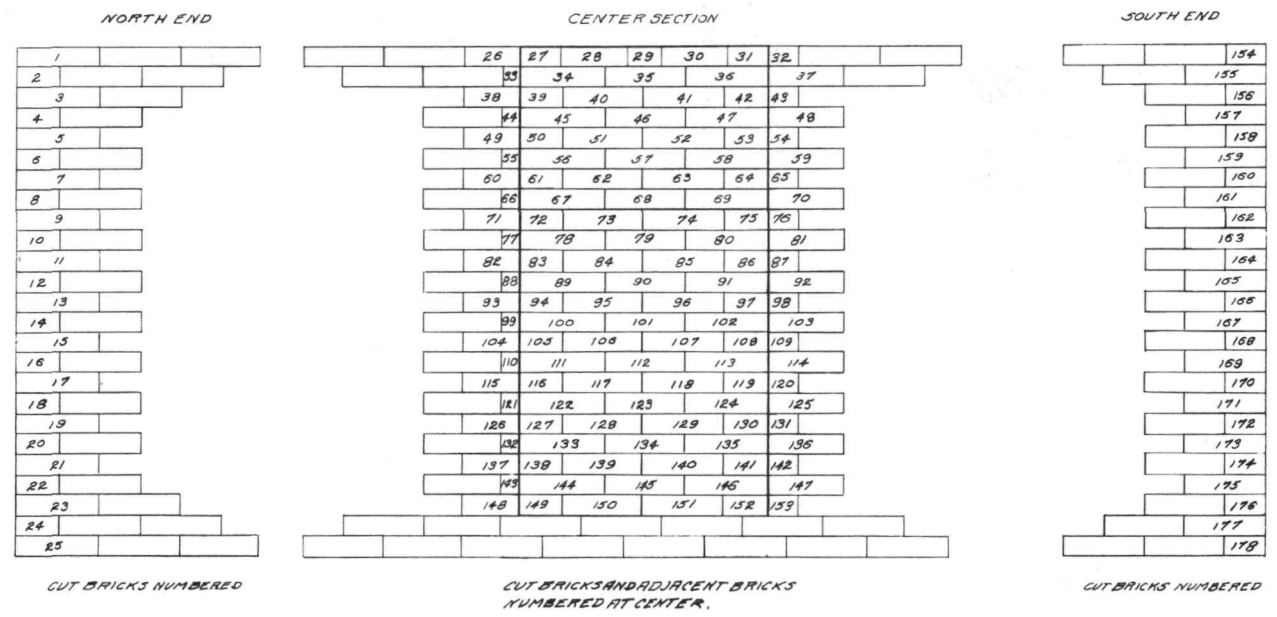 NORTH END CENTER SECTION SOUTH END
1 26 27 28 29 30 31 32 154
2 33 34 35 36 37 155
3 38 39 40 41 42 43 156
4 44 45 46 47 48 157
5 49 50 51 52 53 54 158
6 55 56 57 58 59 159
7 60 61 62 63 64 65 160
8 66 67 68 69 70 161
9 71 72 73 74 75 76 162
10 77 78 79 80 81 163
11 82 83 84 85 86 87 164
12 88 89 90 91 92 165
13 93 94 95 96 97 98 166
14 99 100 101 102 103 167
15 104 105 106 107 108 109 168
16 110 111 112 113 114 169
17 115 116 117 118 119 120 170
18 121 122 123 124 125 171
19 126 127 128 129 130 131 172
20 132 133 134 135 136 173
21 137 138 139 140 141 142 174
22 143 144 145 146 147 175
23 148 149 150 151 152 153 176
24 177
25 178
CUT BRICKS NUMBERED
CUT BRICKS AND ADJACENT BRICKS
NUMBERED AT CENTER.
CUT BRICKS NUMBERED